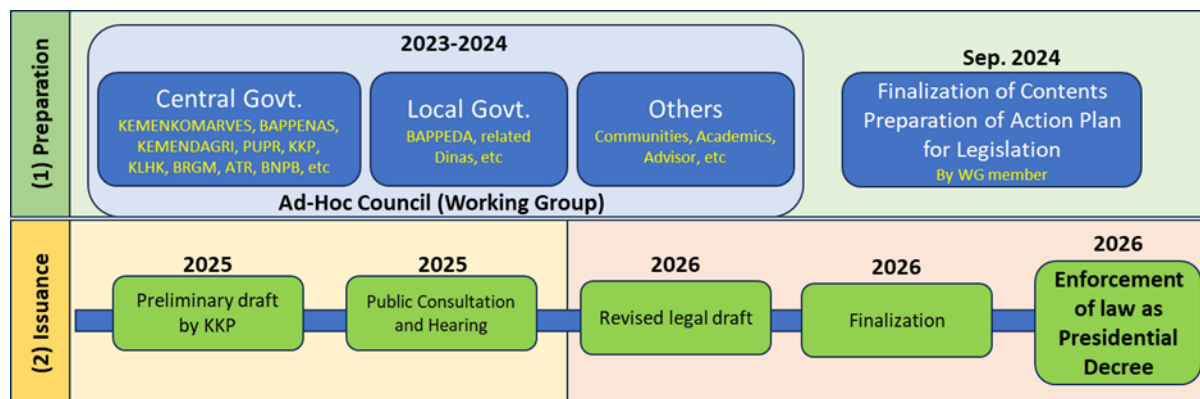 (1) Preparation
2023-2024
Central Govt.
KEMENKOMARVES, BAPPENAS,
KEMENDAGRI, PUPR, KKP,
KLHK, BRGM, ATR, BNPB, etc
Local Govt.
BAPPEDA, related
Dinas, etc
Others
Communities, Academics,
Advisor, etc
Ad-Hoc Council (Working Group)
Sep. 2024
Finalization of Contents
Preparation of Action Plan
for Legislation
By WG member
(2) Issuance
2025
Preliminary draft
by KKP
2025
Public Consultation
and Hearing
2026
Revised legal draft
2026
Finalization
2026
Enforcement
of law as
Presidential
Decree